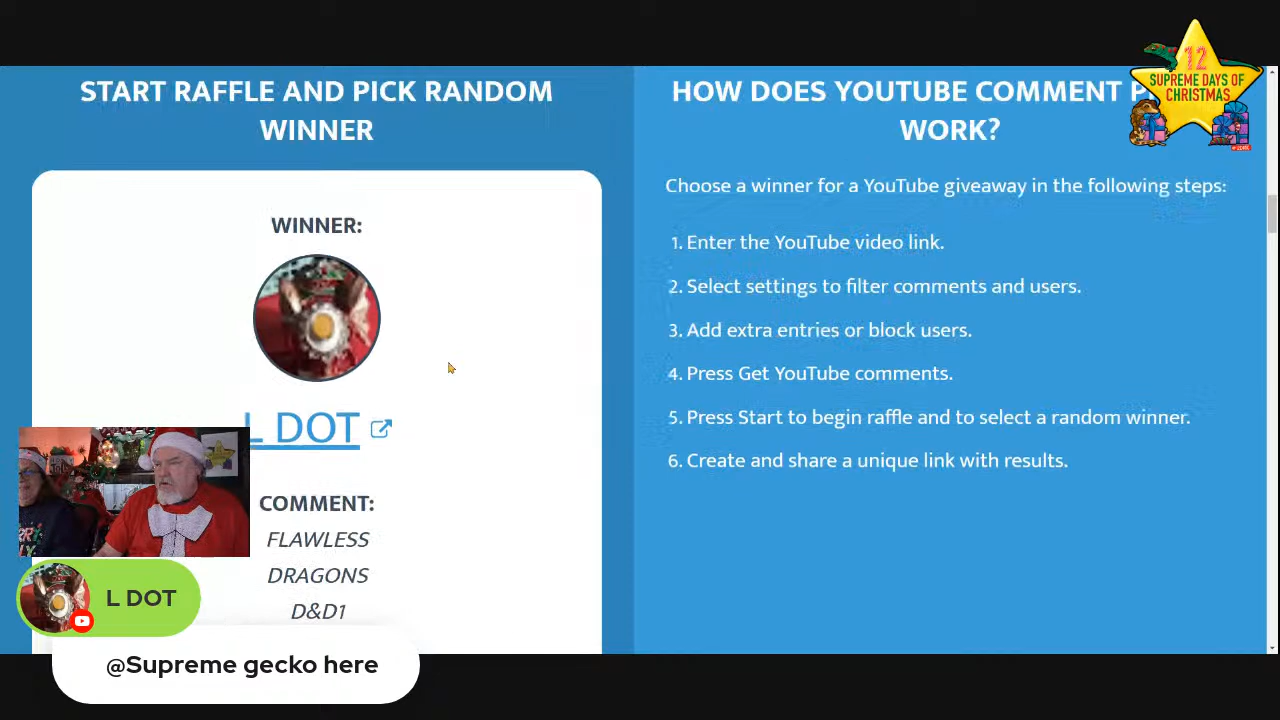 START RAFFLE AND PICK RANDOM
WINNER
WINNER:
L DOT
COMMENT:
FLAWLESS
DRAGONS
D&D1
L DOT
@Supreme gecko here
HOW DOES YOUTUBE COMMENT
WORK?
Choose a winner for a YouTube giveaway in the following steps:
1. Enter the YouTube video link.
2. Select settings to filter comments and users.
3. Add extra entries or block users.
4. Press Get YouTube comments.
5. Press Start to begin raffle and to select a random winner.
6. Create and share a unique link with results.
12
SUPREME DAYS OF
CHRISTMAS